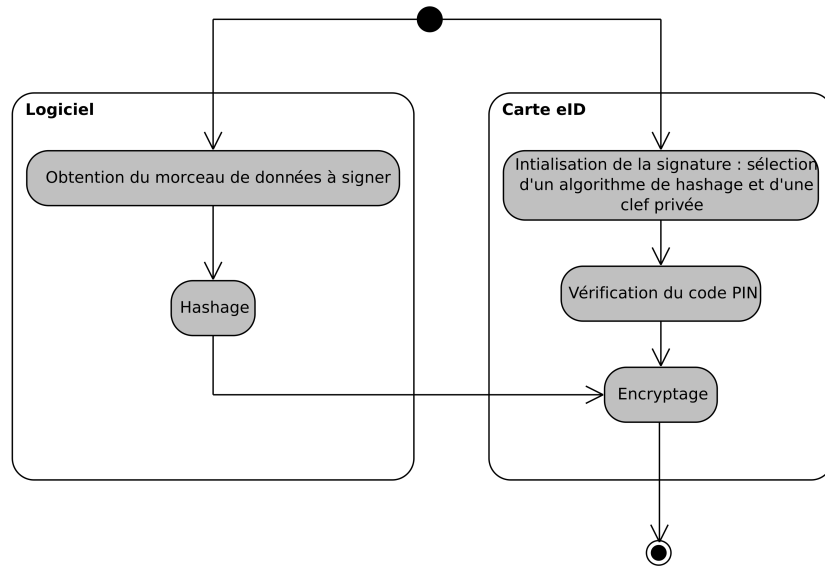 Logiciel
Obtention du morceau de données à signer
Hashage
Carte eID
Intialisation de la signature : sélection
d'un algorithme de hashage et d'une
clef privée
Vérification du code PIN
Encryptage